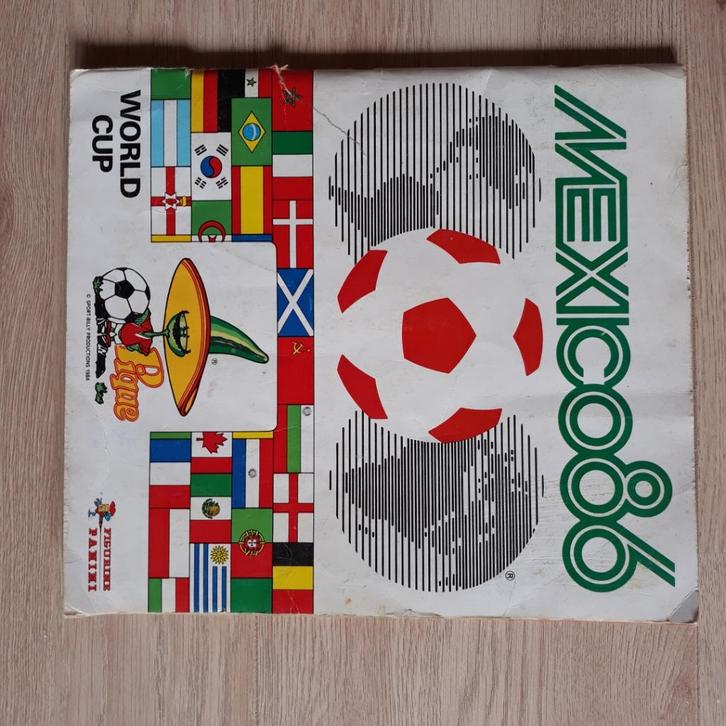 MEXICO86
®
WORLD
CUP
®
Pique
© SPORT BILLY PRODUCTIONS 1984
FIGURINE
PANINI